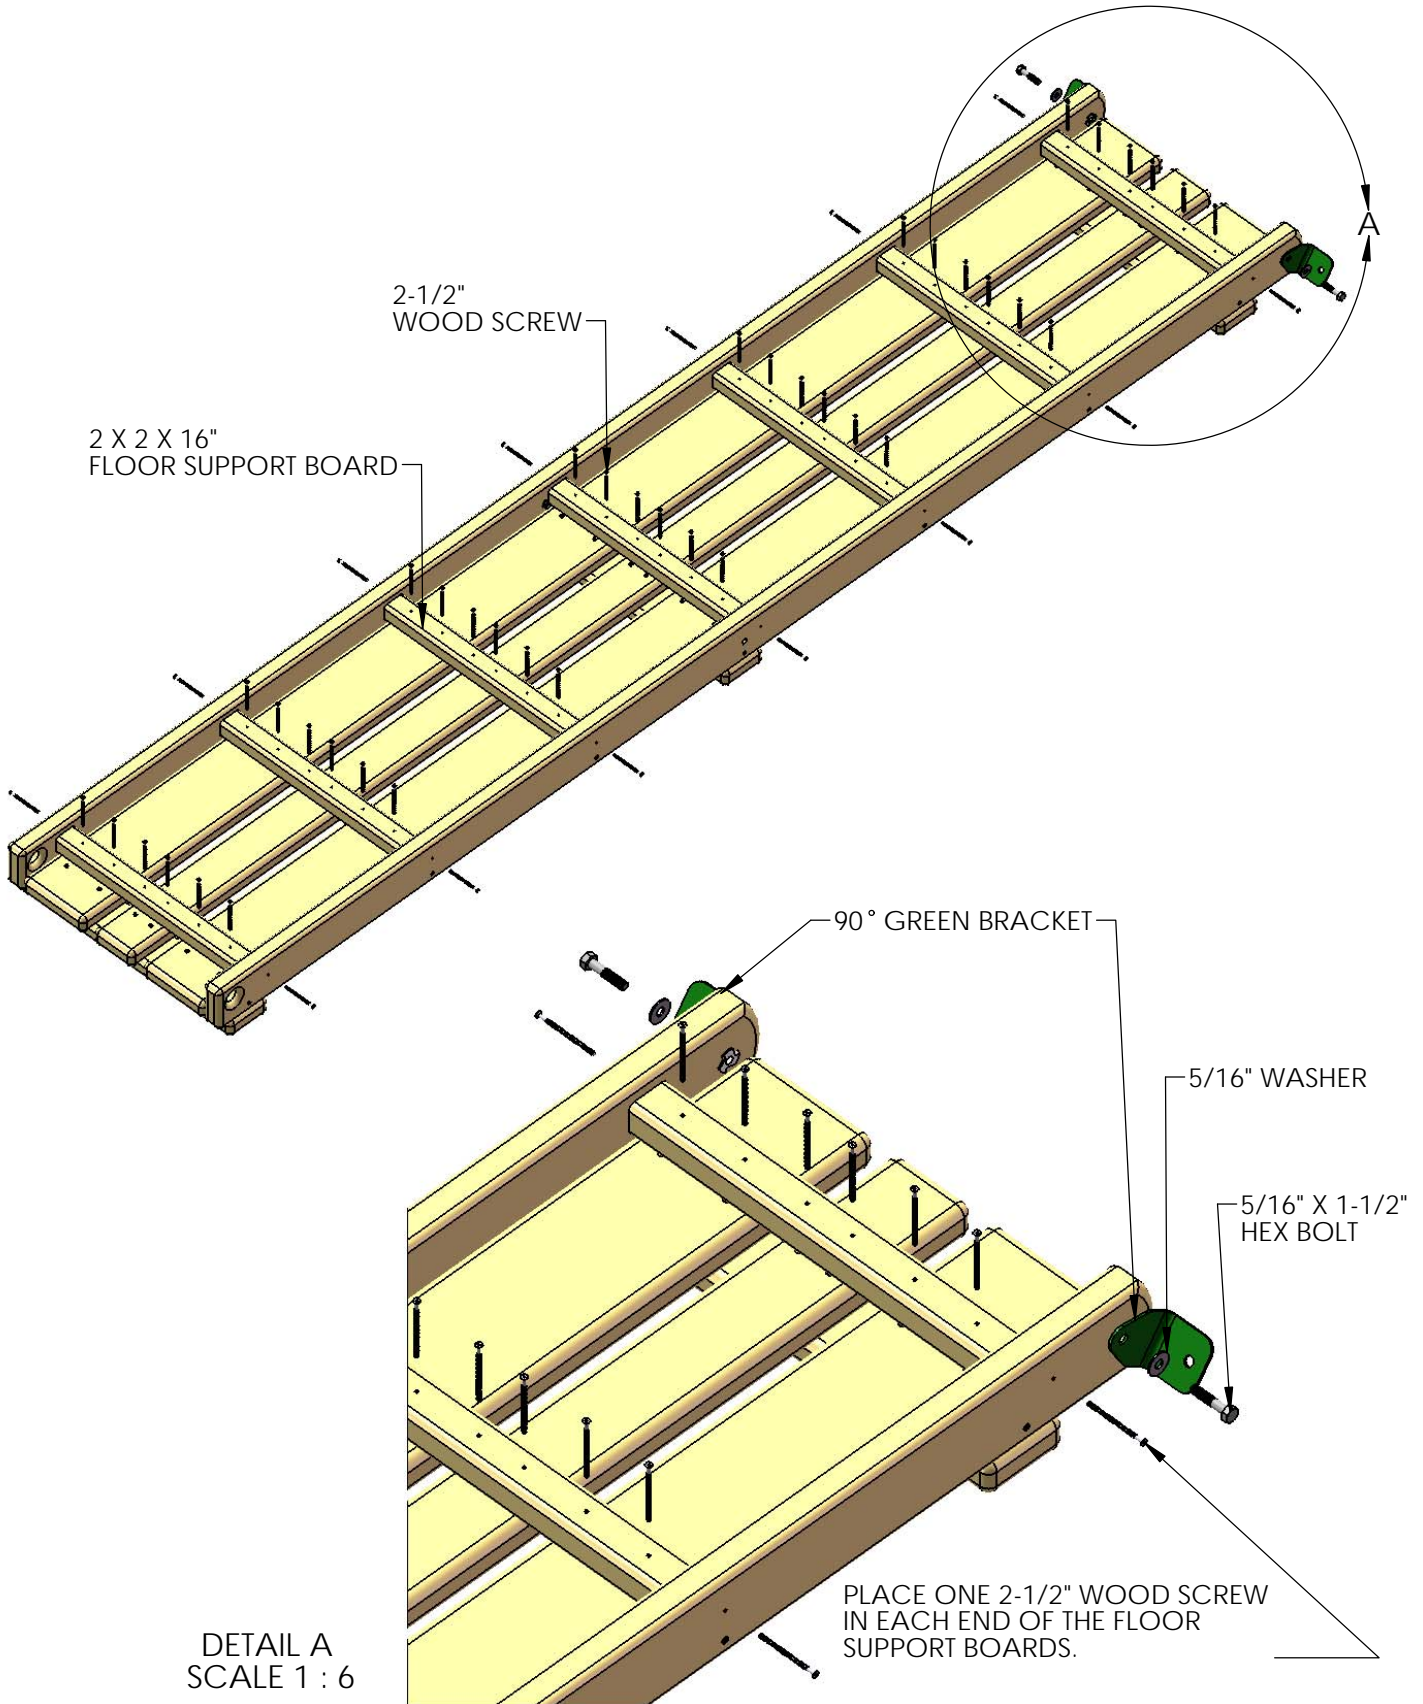 A
2-1/2"
WOOD SCREW
2 X 2 X 16"
FLOOR SUPPORT BOARD
90° GREEN BRACKET
5/16" WASHER
5/16" X 1-1/2"
HEX BOLT
PLACE ONE 2-1/2" WOOD SCREW
IN EACH END OF THE FLOOR
SUPPORT BOARDS.
DETAIL A
SCALE 1 : 6